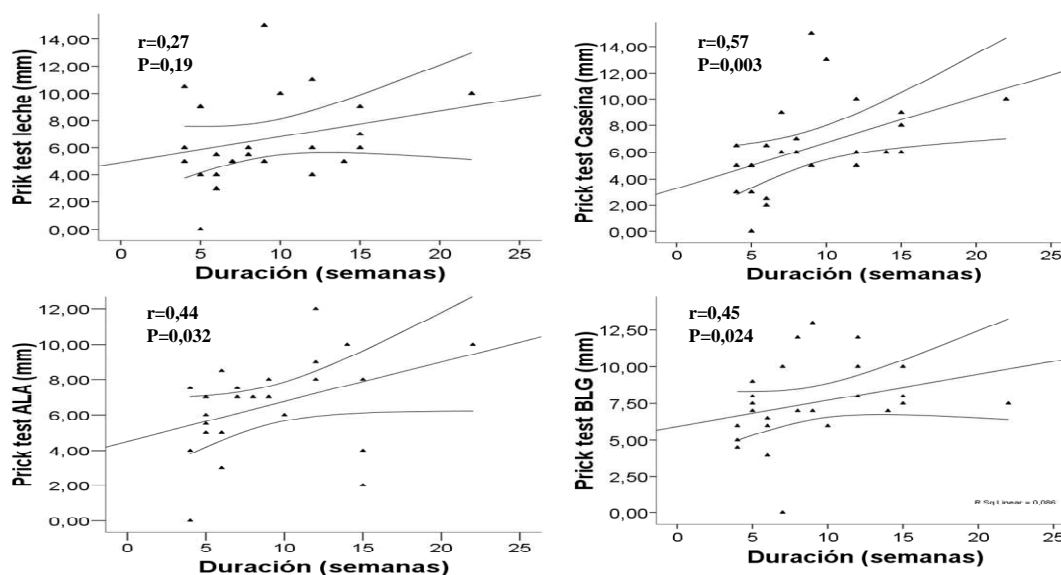 r=0,27
P=0,19
14,00
12,00
10,00
8,00
6,00
4,00
2,00
0,00
Prik test leche (mm)
0 5 10 15 20 25
Duración (semanas)
r=0,57
P=0,003
14,00
12,00
10,00
8,00
6,00
4,00
2,00
0,00
Prick test Caseína (mm)
0 5 10 15 20 25
Duración (semanas)
r=0,44
P=0,032
12,00
10,00
8,00
6,00
4,00
2,00
0,00
Prick test ALA (mm)
0 5 10 15 20 25
Duración (semanas)
r=0,45
P=0,024
12,50
10,00
7,50
5,00
2,50
0,00
Prick test BLG (mm)
R Sq Linear = 0,086
0 5 10 15 20 25
Duración (semanas)